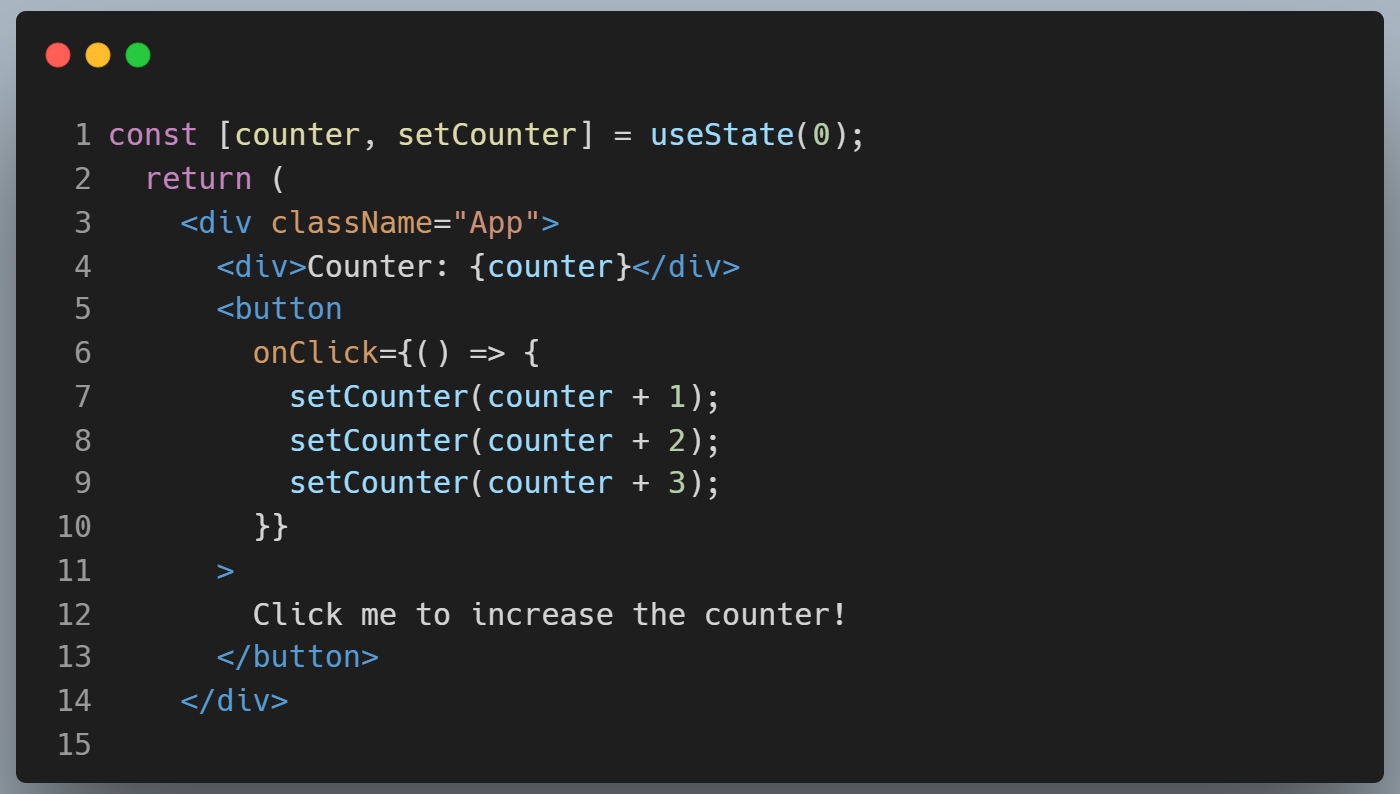 1 const [counter, setCounter] = useState(0);
2   return (
3     <div className="App">
4       <div>Counter: {counter}</div>
5       <button
6         onClick={() => {
7           setCounter(counter + 1);
8           setCounter(counter + 2);
9           setCounter(counter + 3);
10         }}
11       >
12         Click me to increase the counter!
13       </button>
14     </div>
15